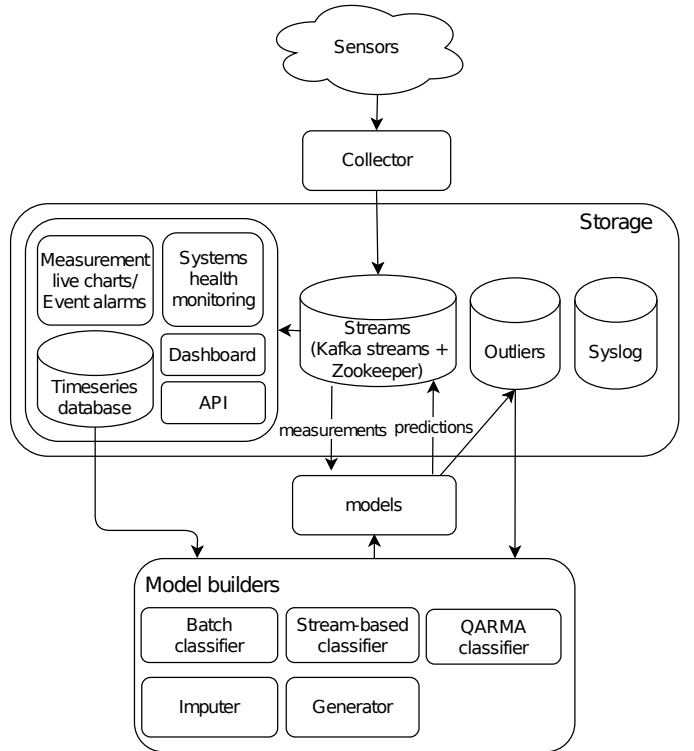 Sensors
Collector
Storage
Measurement
live charts/
Event alarms
Systems
health
monitoring
Streams
(Kafka streams +
Zookeeper)
Outliers
Syslog
Dashboard
Timeseries
database
API
measurements
predictions
models
Model builders
Batch
classifier
Stream-based
classifier
QARMA
classifier
Imputer
Generator